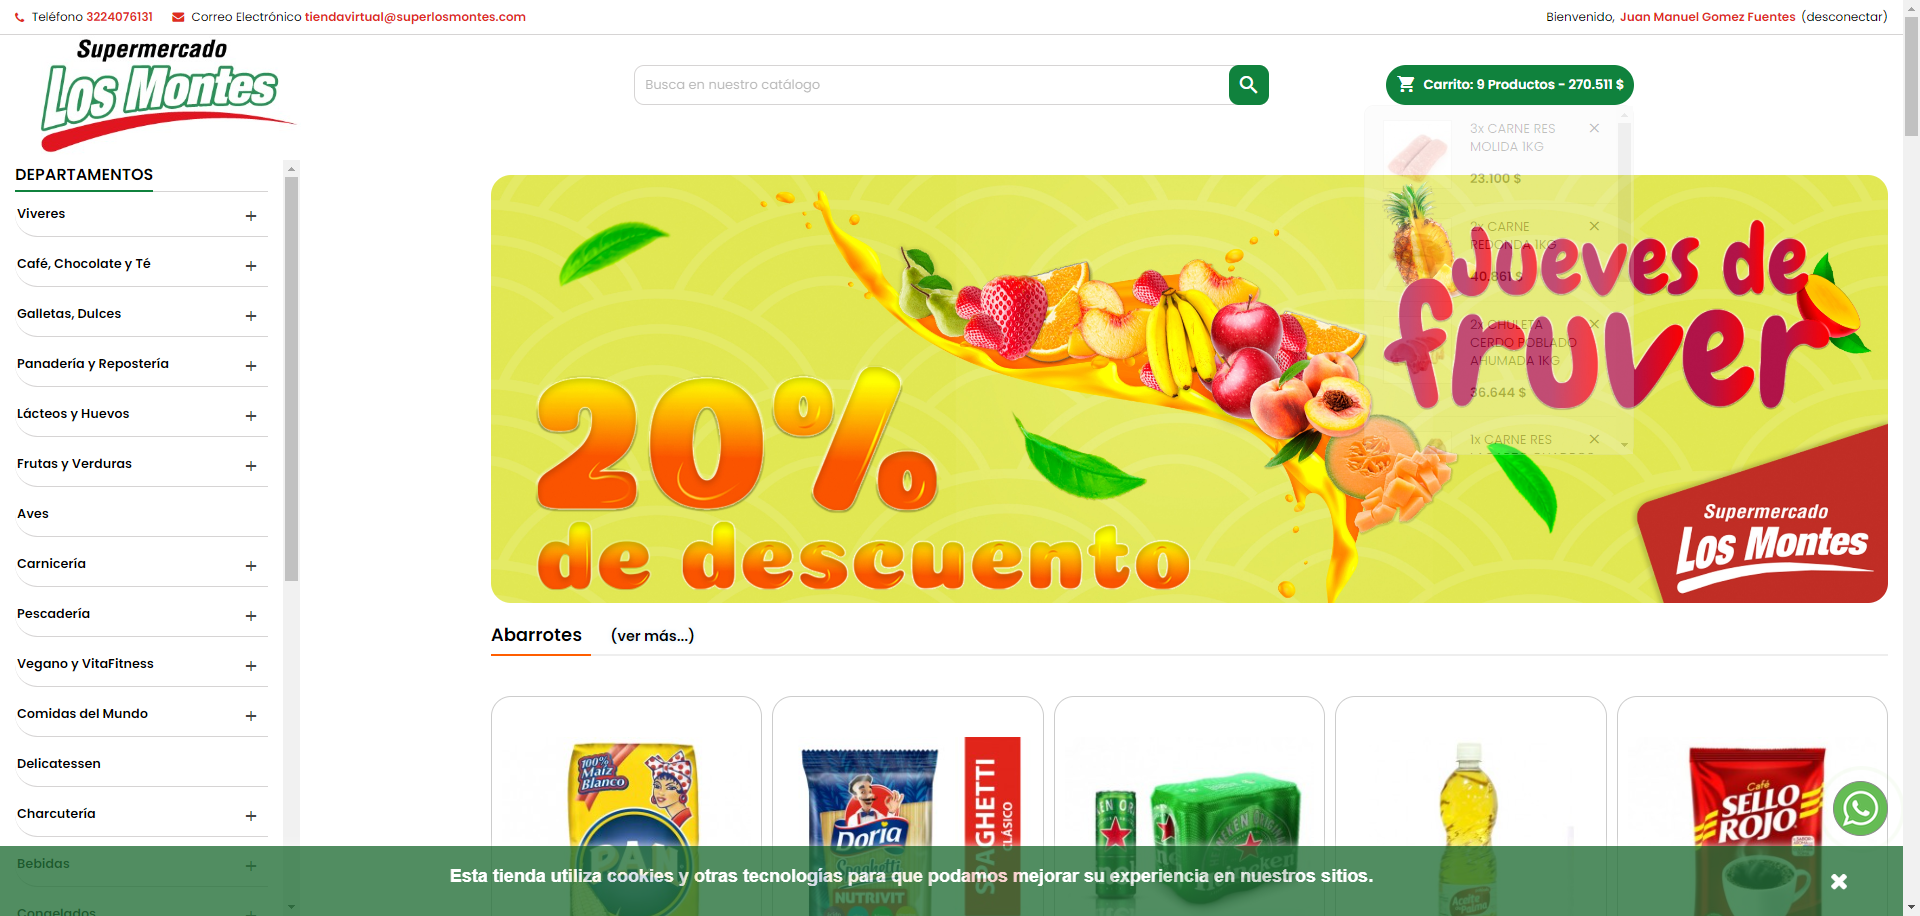 Teléfono 3224076131 Correo Electrónico tiendavirtual@superlosmontes.com
Bienvenido, Juan Manuel Gomez Fuentes (desconectar)
Supermercado
Los Montes
Busca en nuestro catálogo
Carrito: 9 Productos - 270.511 $
3x CARNE RES
MOLIDA 1KG
23.100 $
2x CARNE
REDONDA 1KG
40.861 $
2x CHULETA
CERDO POBLADO
AHUMADA 1KG
36.644 $
1x CARNE RES
DEPARTAMENTOS
Viveres
Café, Chocolate y Té
Galletas, Dulces
Panadería y Repostería
Lácteos y Huevos
Frutas y Verduras
Aves
Carnicería
Pescadería
Vegano y VitaFitness
Comidas del Mundo
Delicatessen
Charcutería
Bebidas
Congelados
Jueves de
fruver
20%
de descuento
Supermercado
Los Montes
Abarrotes (ver más...)
100%
Maíz
Blanco
PAN
Doria
Spaghetti
NUTRIVIT
SPAGHETTI
CLÁSICO
Heineken
Café
SELLO
ROJO
Esta tienda utiliza cookies y otras tecnologías para que podamos mejorar su experiencia en nuestros sitios.